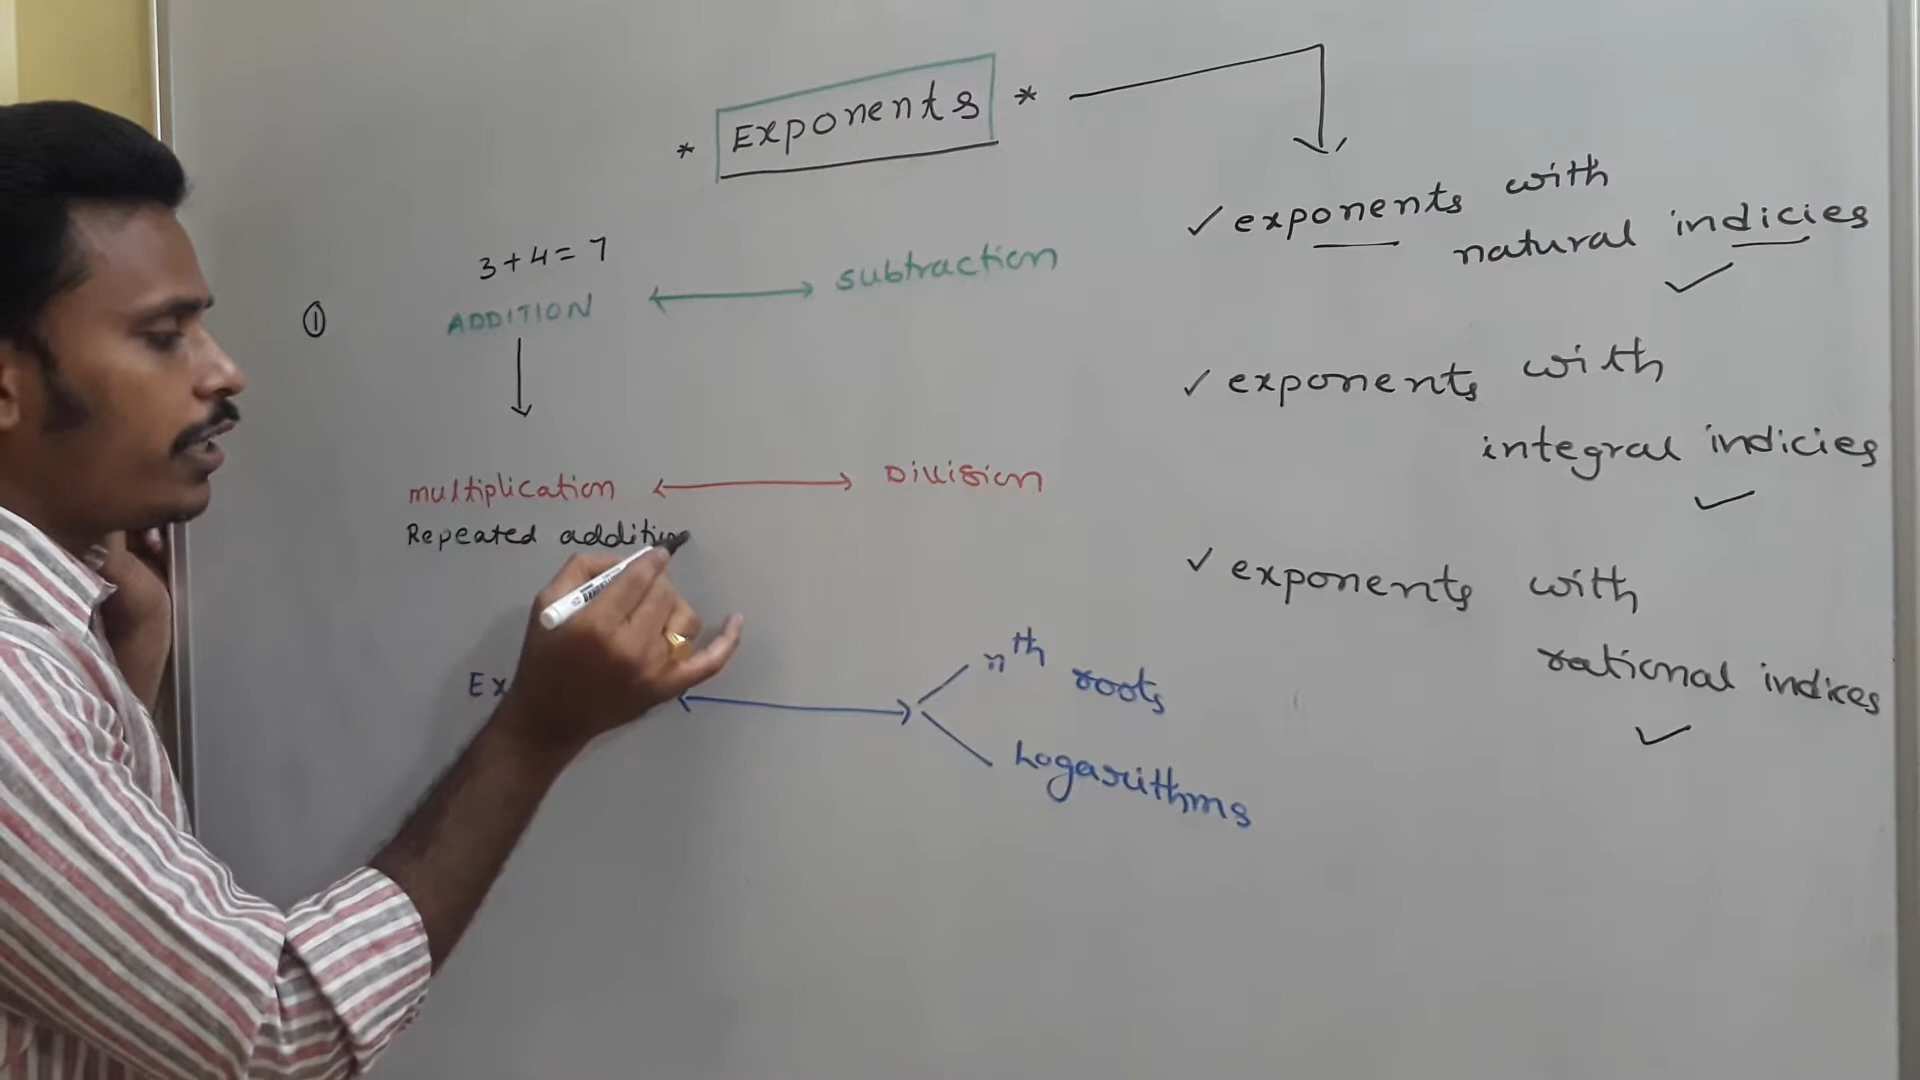 * Exponents *
3+4=7
①
ADDITION ↔ subtraction
multiplication ↔ Division
Repeated addition
Ex
nth roots
Logarithms
✓ exponents with
natural indicies
✓
✓ exponents with
integral indicies
✓
✓ exponents with
rational indices
✓